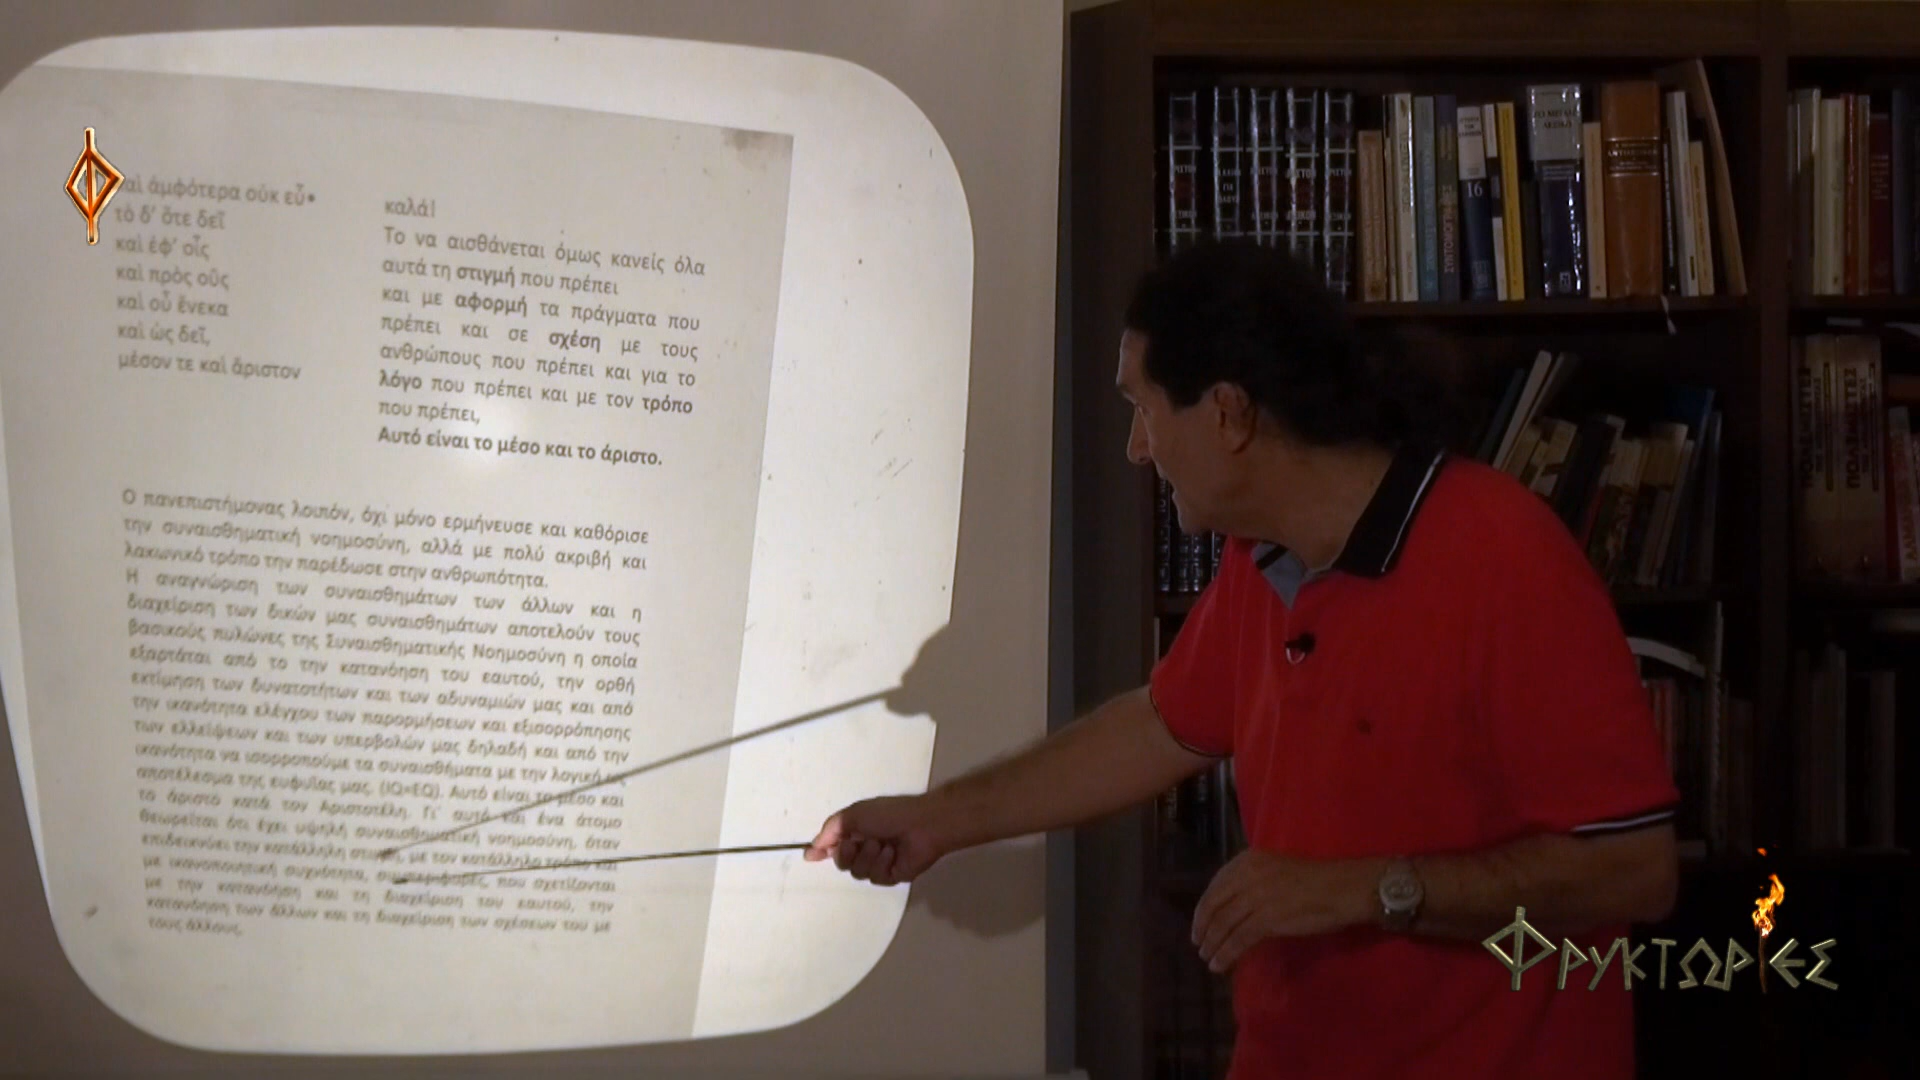 καὶ ἀμφότερα οὐκ εὖ•
τὸ δ’ ὅτε δεῖ
καὶ ἐφ’ οἷς
καὶ πρὸς οὓς
καὶ οὗ ἕνεκα
καὶ ὡς δεῖ,
μέσον τε καὶ ἄριστον
καλά!
Το να αισθάνεται όμως κανείς όλα
αυτά τη στιγμή που πρέπει
και με αφορμή τα πράγματα που
πρέπει και σε σχέση με τους
ανθρώπους που πρέπει και για το
λόγο που πρέπει και με τον τρόπο
που πρέπει,
Αυτό είναι το μέσο και το άριστο.
Ο πανεπιστήμονας λοιπόν, όχι μόνο ερμήνευσε και καθόρισε
την συναισθηματική νοημοσύνη, αλλά με πολύ ακριβή και
λακωνικό τρόπο την παρέδωσε στην ανθρωπότητα.
Η αναγνώριση των συναισθημάτων των άλλων και η
διαχείριση των δικών μας συναισθημάτων αποτελούν τους
βασικούς πυλώνες της Συναισθηματικής Νοημοσύνη η οποία
εξαρτάται από το την κατανόηση του εαυτού, την ορθή
εκτίμηση των δυνατοτήτων και των αδυναμιών μας και από
την ικανότητα ελέγχου των παρορμήσεων και εξισορρόπησης
των ελλείψεων και των υπερβολών μας δηλαδή και από την
ικανότητα να ισορροπούμε τα συναισθήματα με την λογική ως
αποτέλεσμα της ευφυΐας μας. (IQ+EQ). Αυτό είναι το μέσο και
το άριστο κατά τον Αριστοτέλη. Γι’ αυτό και ένα άτομο
θεωρείται ότι έχει υψηλή συναισθηματική νοημοσύνη, όταν
επιδεικνύει την κατάλληλη στιγμή, με τον κατάλληλο τρόπο και
με ικανοποιητική συχνότητα, συμπεριφορές, που σχετίζονται
με την κατανόηση και τη διαχείριση του εαυτού, την
κατανόηση των άλλων και τη διαχείριση των σχέσεων του με
τους άλλους.
16
ΣΥΝΤΟΝΟΓΡΑΦΕΣ
ΦΡΥΚΤΩΡΙΕΣ